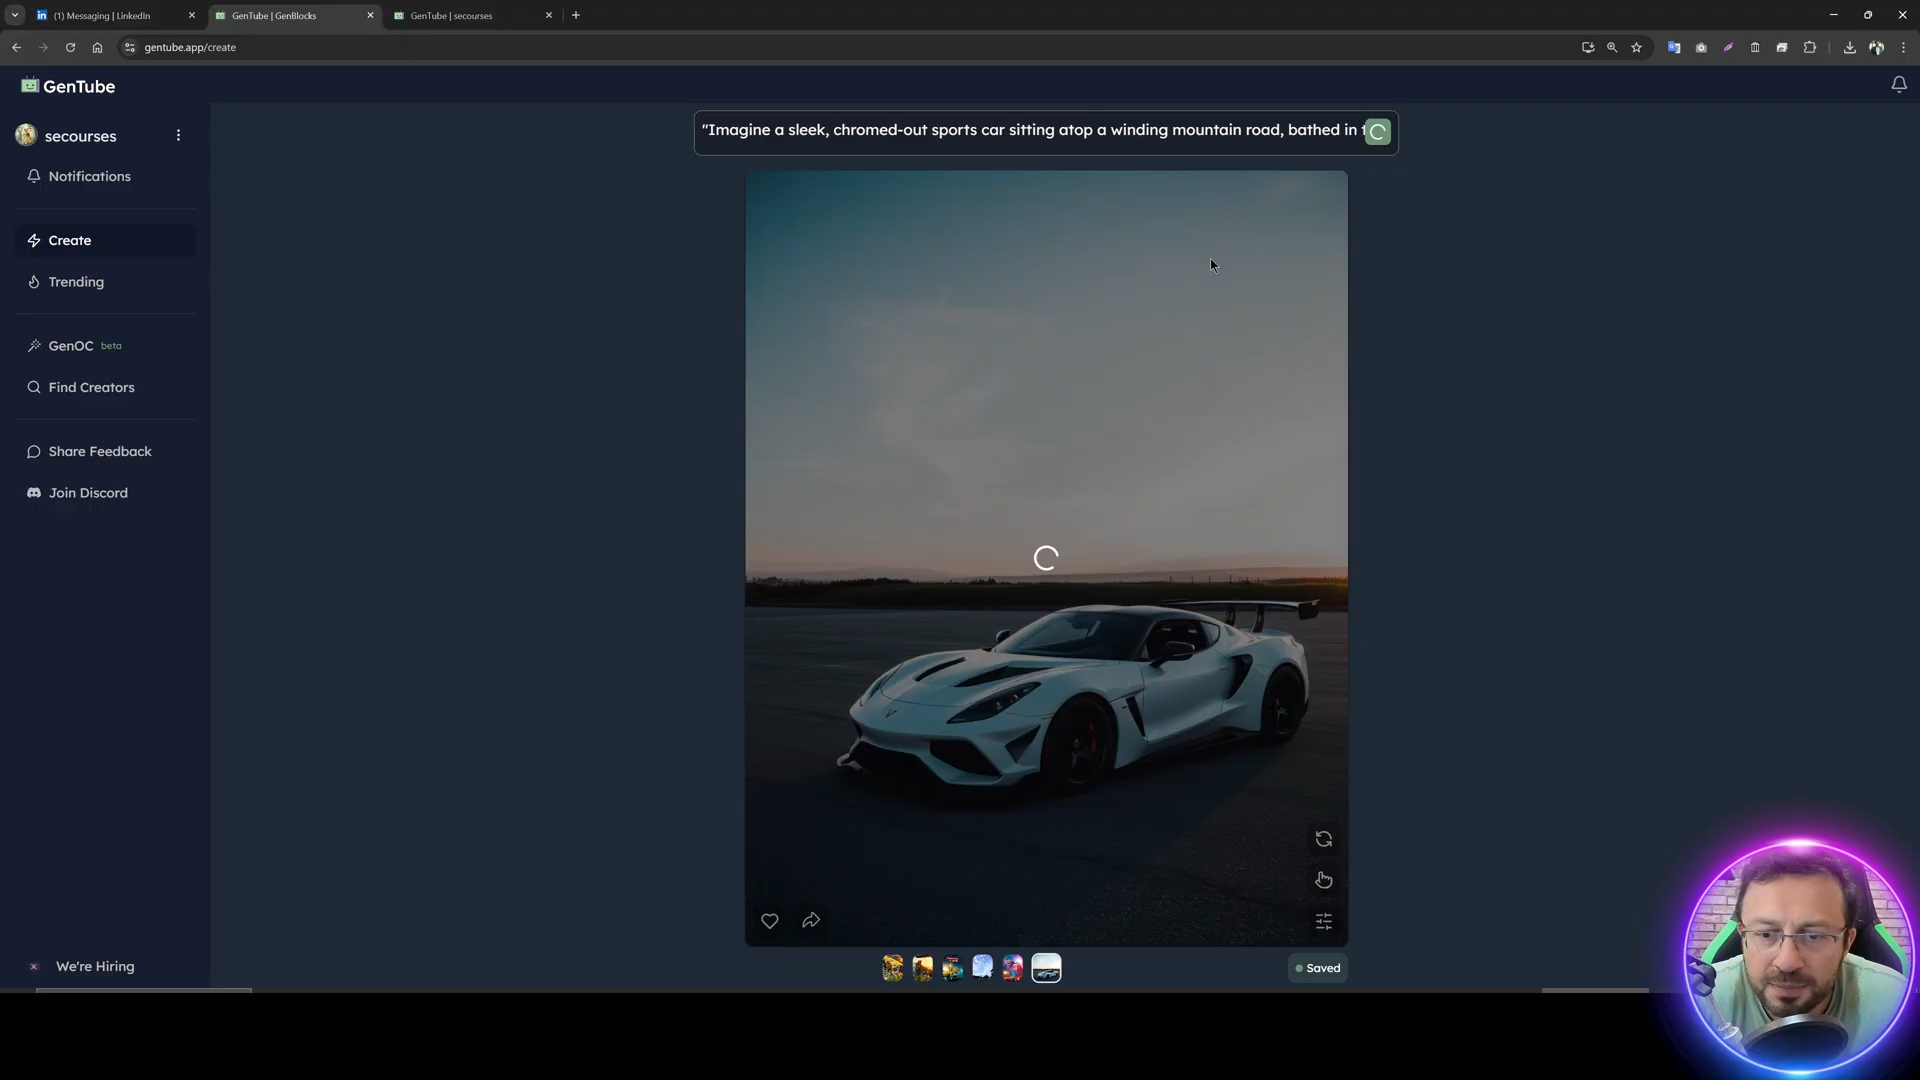 (1) Messaging | LinkedIn
GenTube | GenBlocks
GenTube | secourses
gentube.app/create
GenTube
secourses
Notifications
Create
Trending
GenOC beta
Find Creators
Share Feedback
Join Discord
We're Hiring
"Imagine a sleek, chromed-out sports car sitting atop a winding mountain road, bathed in t
Saved